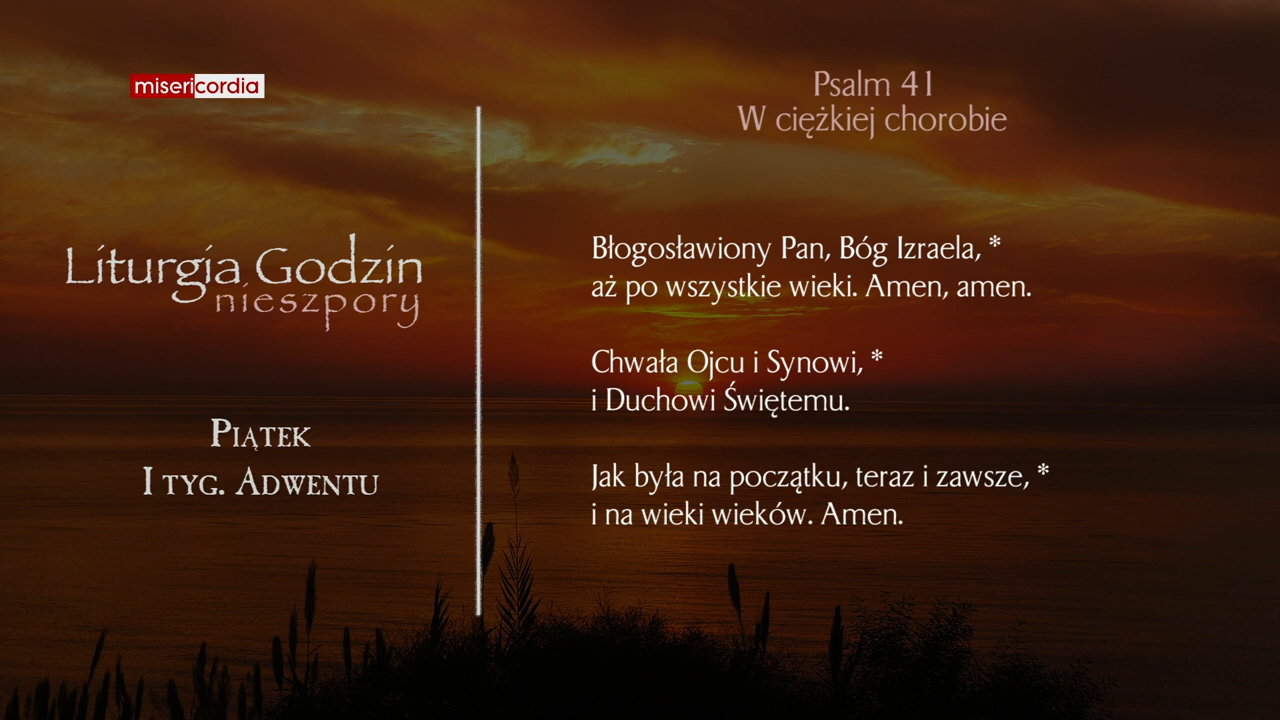 misericordia
Liturgia Godzin
nieszpory
Piątek
I tyg. Adwentu
Psalm 41
W ciężkiej chorobie
Błogosławiony Pan, Bóg Izraela, *
aż po wszystkie wieki. Amen, amen.
Chwała Ojcu i Synowi, *
i Duchowi Świętemu.
Jak była na początku, teraz i zawsze, *
i na wieki wieków. Amen.